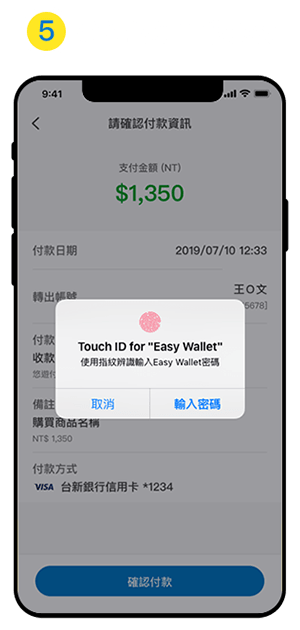 5
9:41
請確認付款資訊
支付金額 (NT)
$1,350
付款日期 2019/07/10 12:33
轉出帳號 王O文
5678]
付款
收款
悠遊付
Touch ID for "Easy Wallet"
使用指紋辨識輸入Easy Wallet密碼
取消 輸入密碼
備註
購買商品名稱
NT$ 1,350
付款方式
VISA 台新銀行信用卡 *1234
確認付款